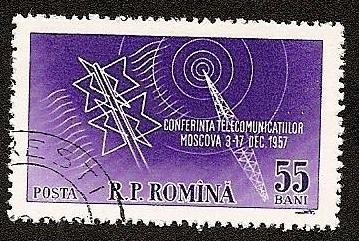 CONFERINTA TELECOMUNICATIILOR
MOSCOVA 3-17 DEC. 1957
POSTA
R.P. ROMÎNA
55
BANI